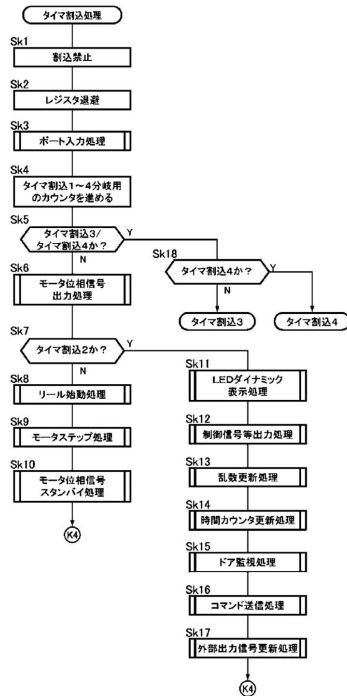 タイマ割込処理
Sk1
割込禁止
Sk2
レジスタ退避
Sk3
ポート入力処理
Sk4
タイマ割込1～4分岐用
のカウンタを進める
Sk5
タイマ割込3/
タイマ割込4か?
Y
N
Sk18
タイマ割込4か?
Y
N
タイマ割込3
タイマ割込4
Sk6
モータ位相信号
出力処理
Sk7
タイマ割込2か?
Y
N
Sk8
リール始動処理
Sk9
モータステップ処理
Sk10
モータ位相信号
スタンバイ処理
K4
Sk11
LEDダイナミック
表示処理
Sk12
制御信号等出力処理
Sk13
乱数更新処理
Sk14
時間カウンタ更新処理
Sk15
ドア監視処理
Sk16
コマンド送信処理
Sk17
外部出力信号更新処理
K4